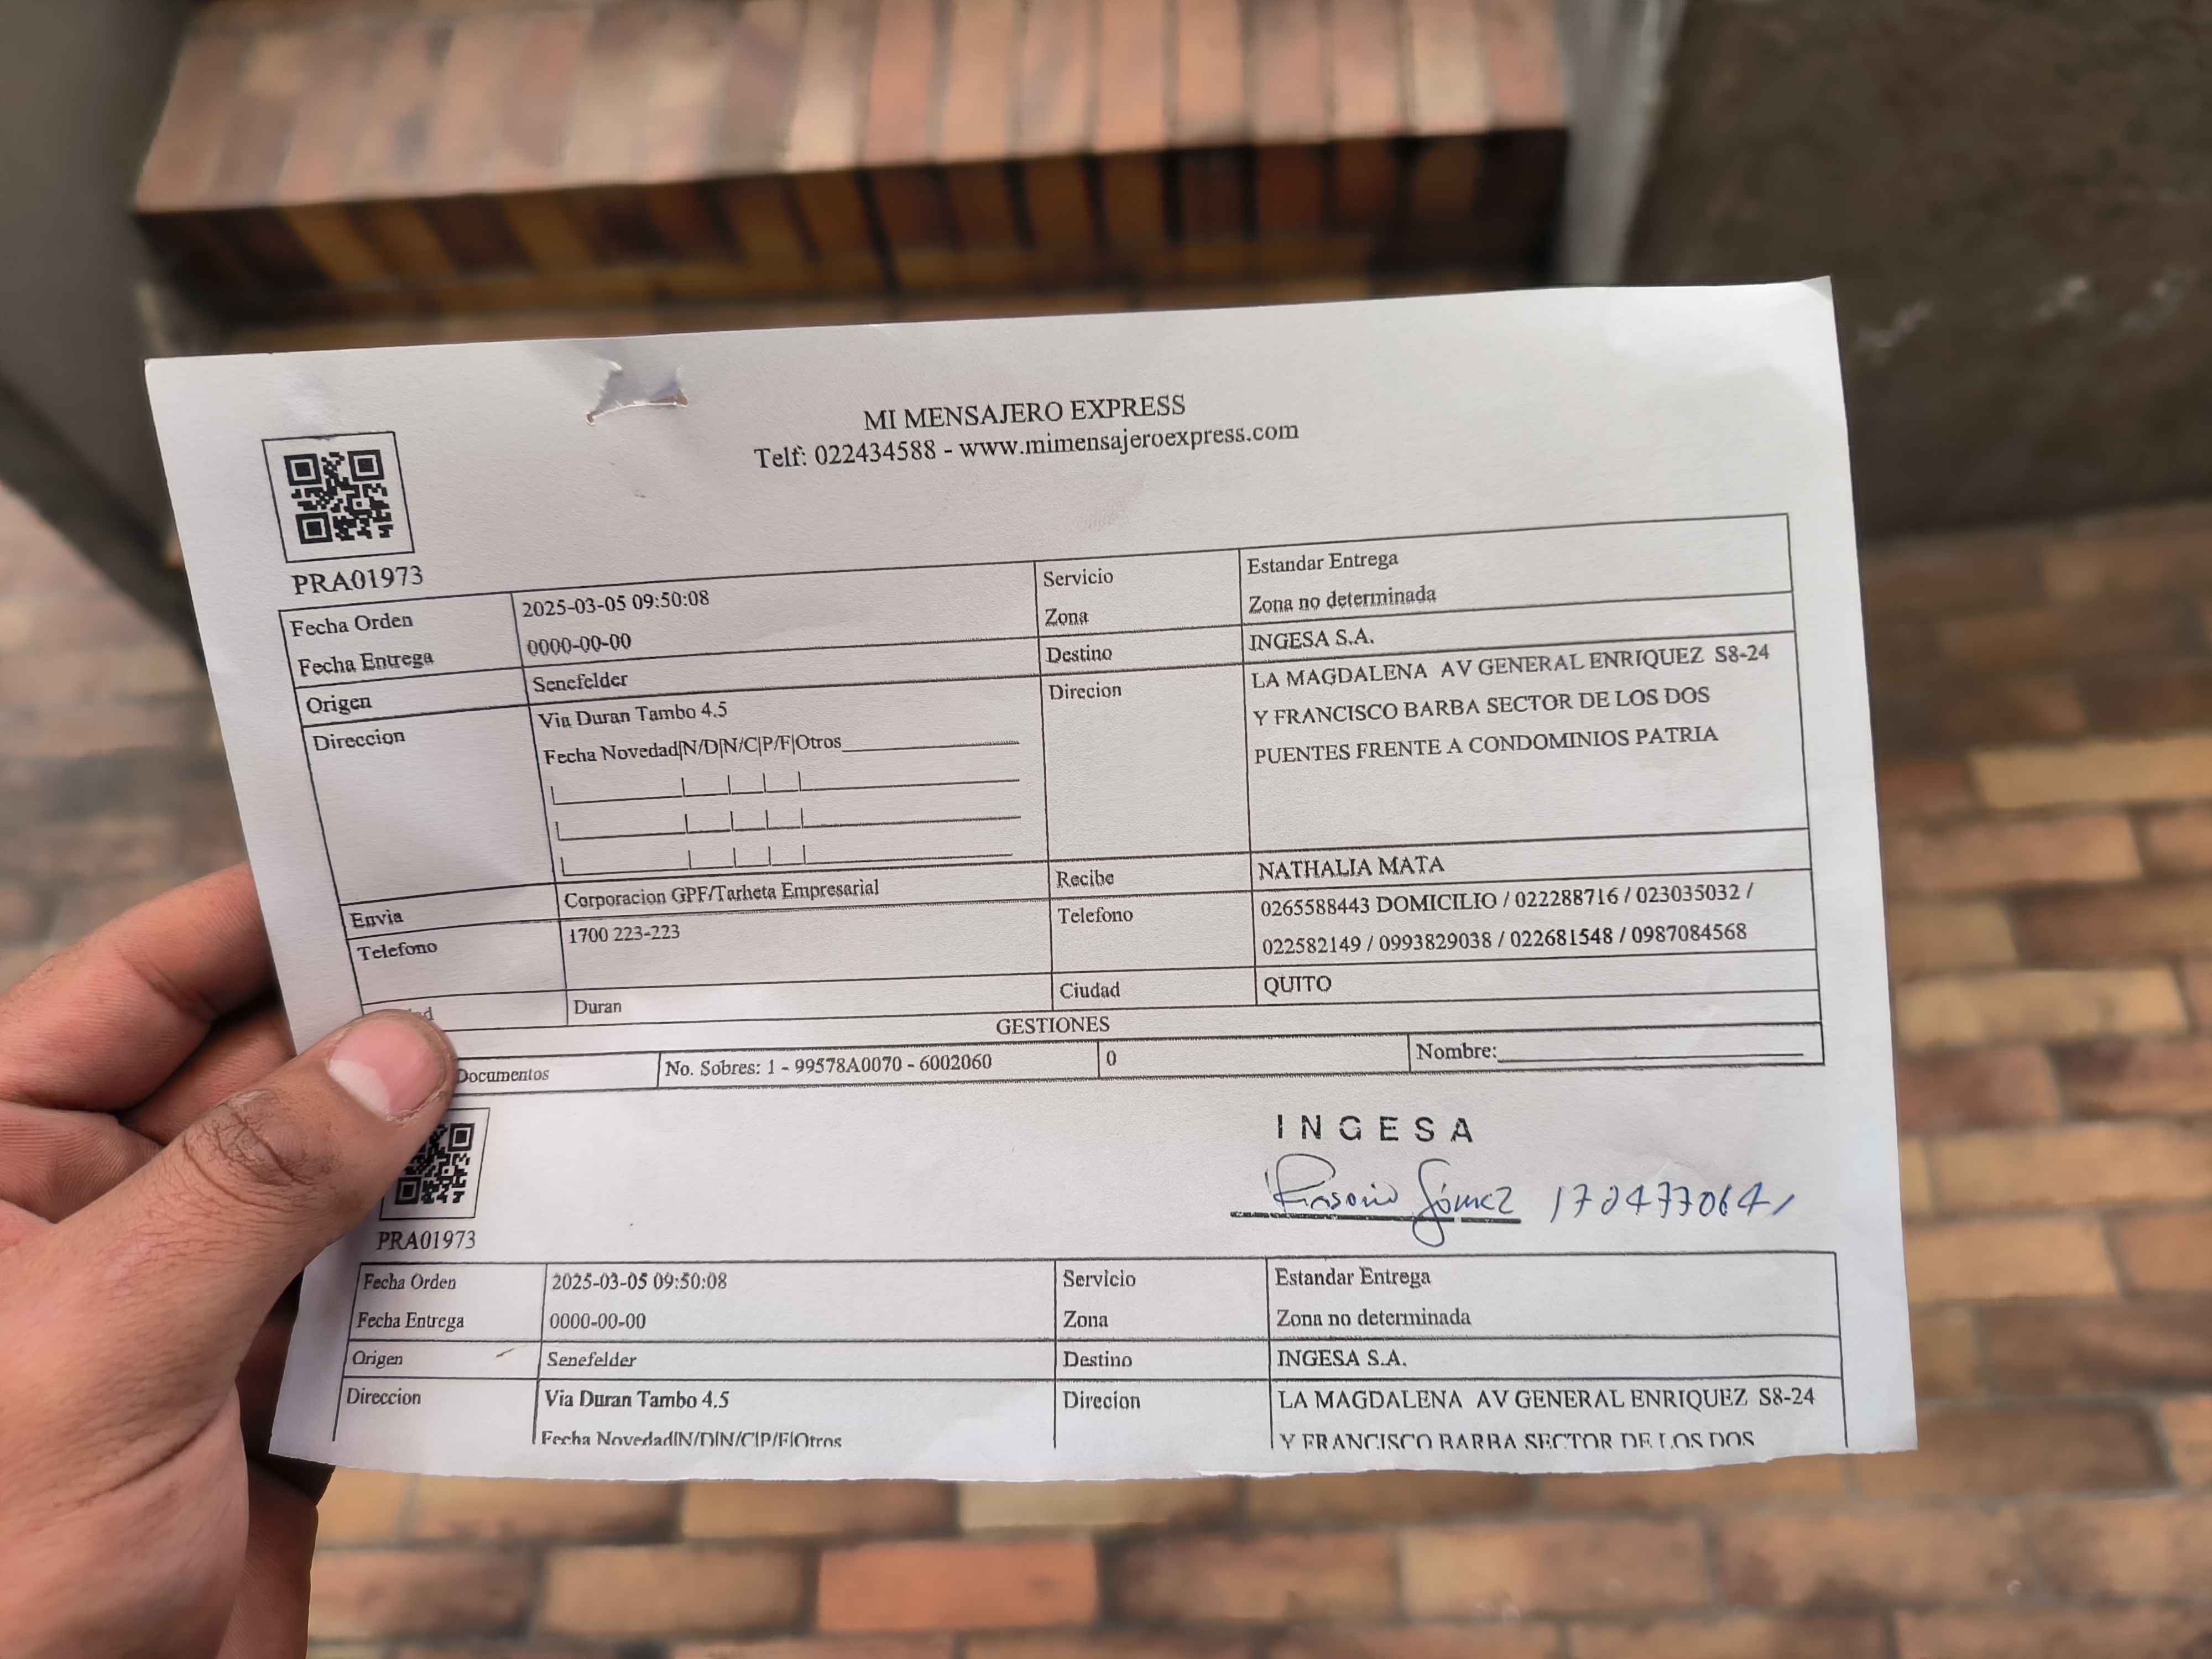 MI MENSAJERO EXPRESS
Telf: 022434588 - www.mimensajeroexpress.com
PRA01973
Fecha Orden 2025-03-05 09:50:08 Servicio Estandar Entrega
Fecha Entrega 0000-00-00 Zona Zona no determinada
Origen Senefelder Destino INGESA S.A.
Direccion Via Duran Tambo 4.5 Direcion LA MAGDALENA AV GENERAL ENRIQUEZ S8-24
Fecha Novedad|N/D|N/C|P/F|Otros Y FRANCISCO BARBA SECTOR DE LOS DOS
PUENTES FRENTE A CONDOMINIOS PATRIA
Envia Corporacion GPF/Tarheta Empresarial Recibe NATHALIA MATA
Telefono 1700 223-223 Telefono 0265588443 DOMICILIO / 022288716 / 023035032 /
022582149 / 0993829038 / 022681548 / 0987084568
Duran Ciudad QUITO
GESTIONES
Documentos No. Sobres: 1 - 99578A0070 - 6002060 0 Nombre:
INGESA
Rosario Gómez
PRA01973
Fecha Orden 2025-03-05 09:50:08 Servicio Estandar Entrega
Fecha Entrega 0000-00-00 Zona Zona no determinada
Origen Senefelder Destino INGESA S.A.
Direccion Via Duran Tambo 4.5 Direcion LA MAGDALENA AV GENERAL ENRIQUEZ S8-24
Fecha Novedad|N/D|N/C|P/F|Otros Y FRANCISCO BARBA SECTOR DE LOS DOS